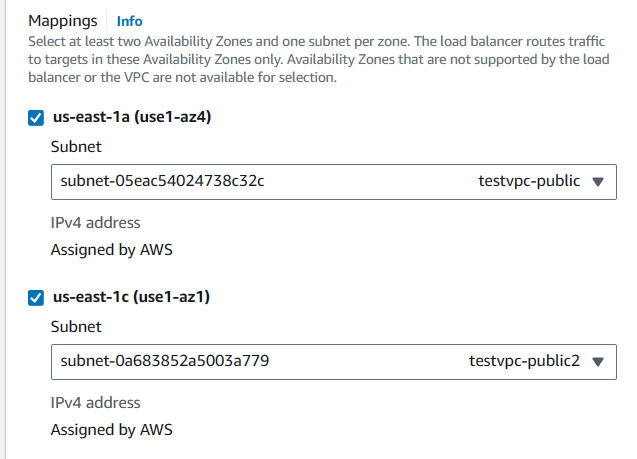 Mappings Info
Select at least two Availability Zones and one subnet per zone. The load balancer routes traffic
to targets in these Availability Zones only. Availability Zones that are not supported by the load
balancer or the VPC are not available for selection.
us-east-1a (use1-az4)
Subnet
subnet-05eac54024738c32c testvpc-public
IPv4 address
Assigned by AWS
us-east-1c (use1-az1)
Subnet
subnet-0a683852a5003a779 testvpc-public2
IPv4 address
Assigned by AWS